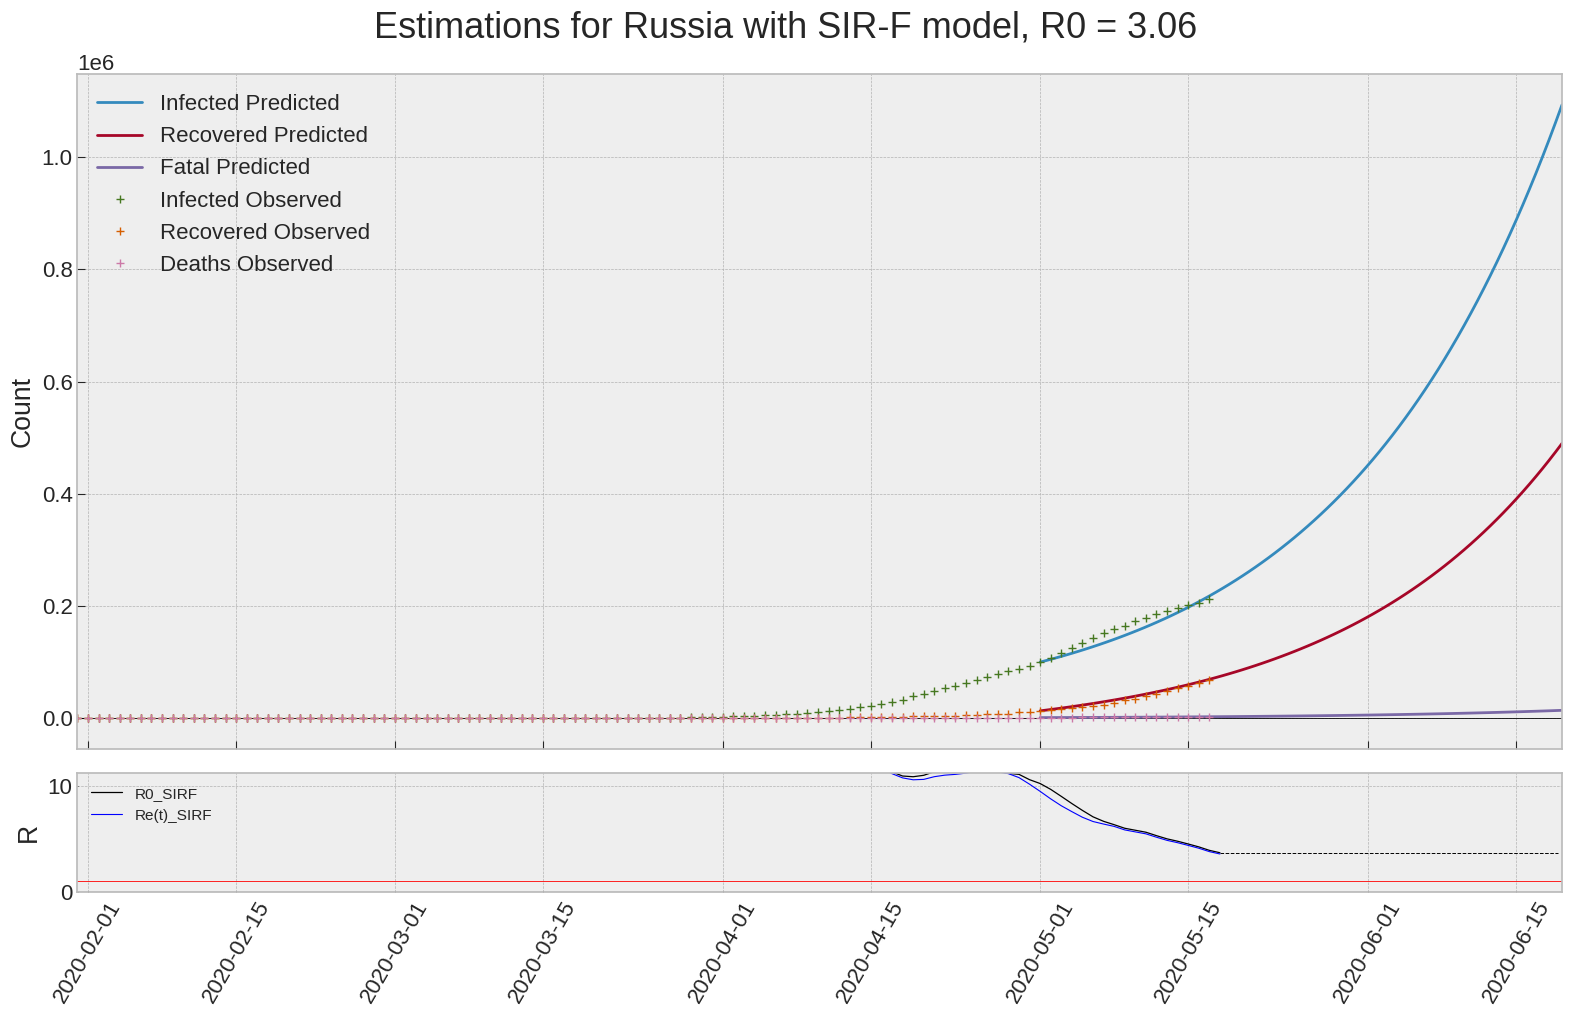 Estimations for Russia with SIR-F model, R0 = 3.06
1e6
Infected Predicted
Recovered Predicted
Fatal Predicted
Infected Observed
Recovered Observed
Deaths Observed
1.0
0.8
0.6
0.4
0.2
0.0
Count
10
0
R
R0_SIRF
Re(t)_SIRF
2020-02-01
2020-02-15
2020-03-01
2020-03-15
2020-04-01
2020-04-15
2020-05-01
2020-05-15
2020-06-01
2020-06-15